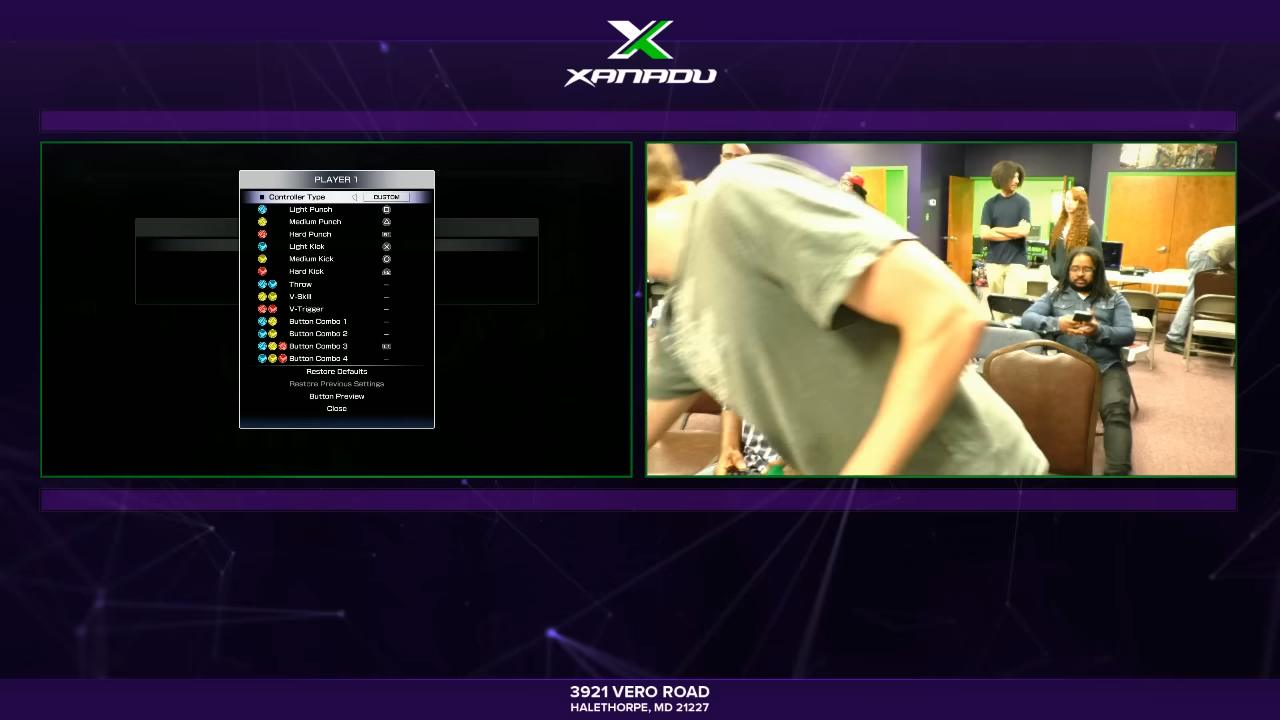 XANADU
PLAYER 1
Controller Type CUSTOM
Light Punch
Medium Punch
Hard Punch
Light Kick
Medium Kick
Hard Kick
Throw –
V-Skill –
V-Trigger –
Button Combo 1 –
Button Combo 2 –
Button Combo 3
Button Combo 4 –
Restore Defaults
Restore Previous Settings
Button Preview
Close
3921 VERO ROAD
HALETHORPE, MD 21227